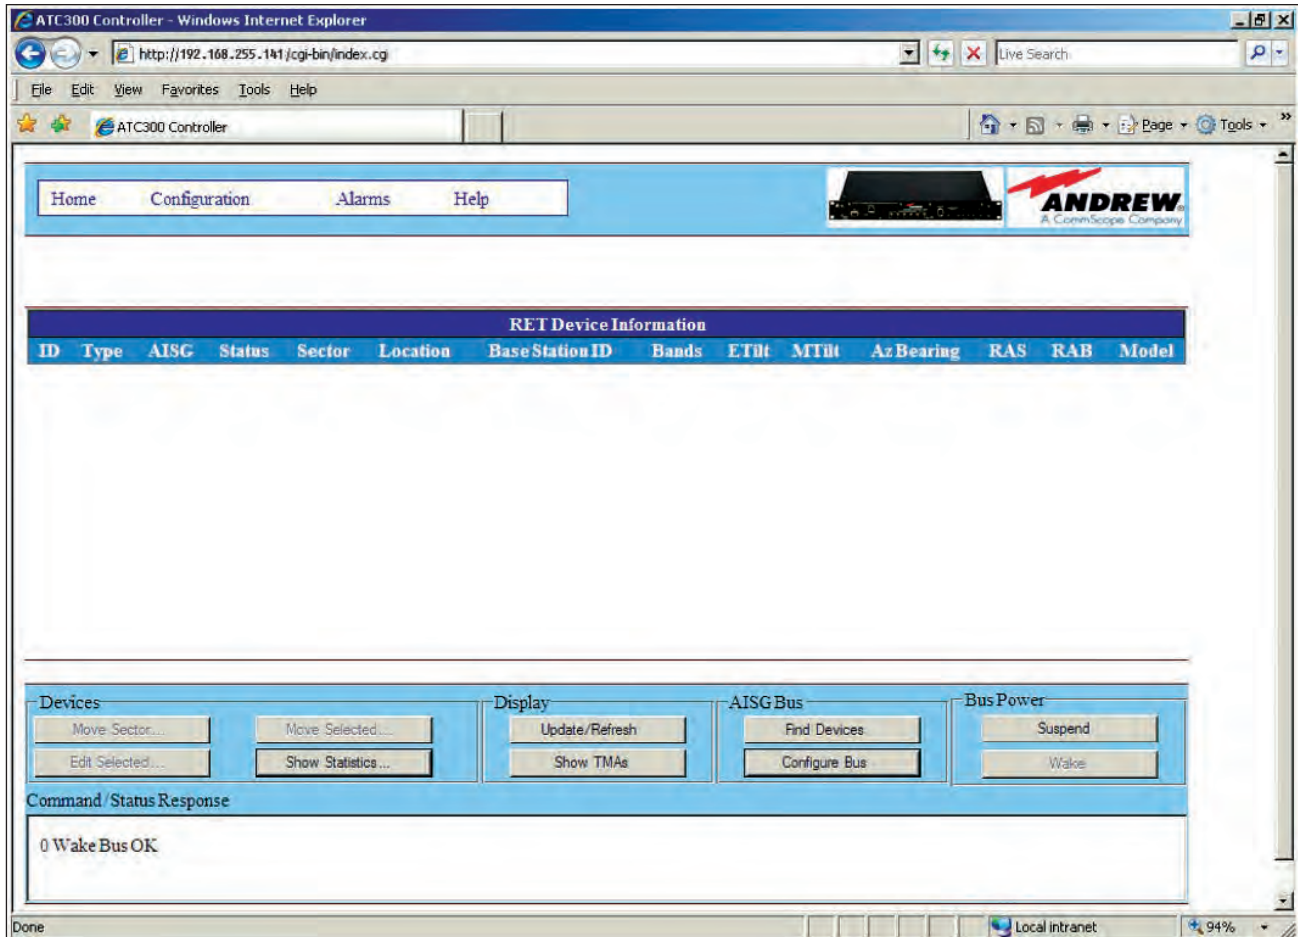 ATC300 Controller - Windows Internet Explorer
http://192.168.255.141/cgi-bin/index.cgi
Live Search
File Edit View Favorites Tools Help
ATC300 Controller
Page Tools
Home Configuration Alarms Help
ANDREW®
A CommScope Company
RET Device Information
ID Type AISG Status Sector Location Base Station ID Bands ETilt MTilt Az Bearing RAS RAB Model
Devices Display AISG Bus Bus Power
Move Sector... Move Selected... Update/Refresh Find Devices Suspend
Edit Selected... Show Statistics... Show TMAs Configure Bus Wake
Command / Status Response
0 Wake Bus OK
Done Local intranet 94%